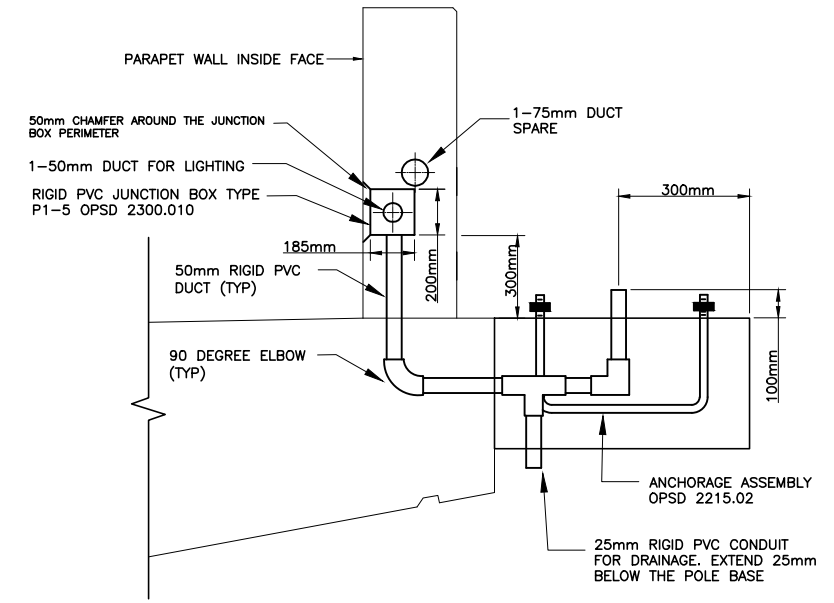 PARAPET WALL INSIDE FACE
1-75mm DUCT
SPARE
50mm CHAMFER AROUND THE JUNCTION
BOX PERIMETER
1-50mm DUCT FOR LIGHTING
RIGID PVC JUNCTION BOX TYPE
P1-5 OPSD 2300.010
300mm
185mm
200mm
300mm
50mm RIGID PVC
DUCT (TYP)
100mm
90 DEGREE ELBOW
(TYP)
ANCHORAGE ASSEMBLY
OPSD 2215.02
25mm RIGID PVC CONDUIT
FOR DRAINAGE. EXTEND 25mm
BELOW THE POLE BASE